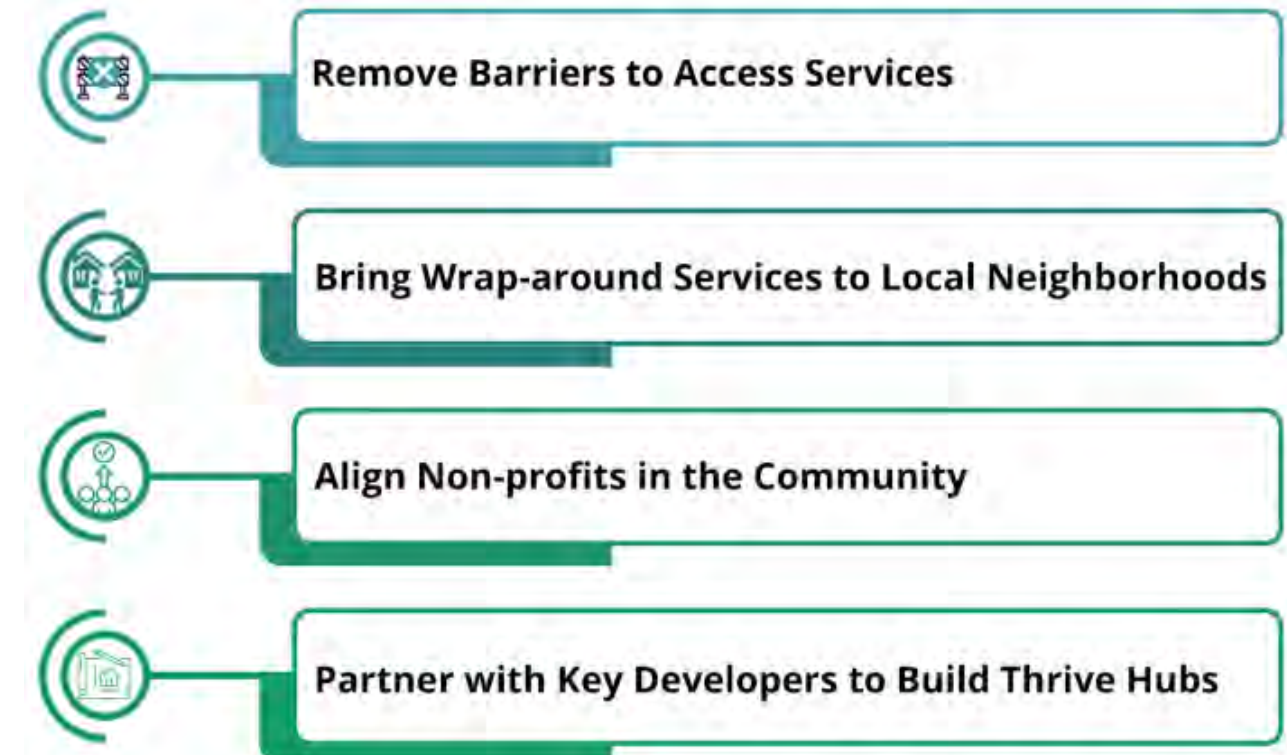 Remove Barriers to Access Services
Bring Wrap-around Services to Local Neighborhoods
Align Non-profits in the Community
Partner with Key Developers to Build Thrive Hubs